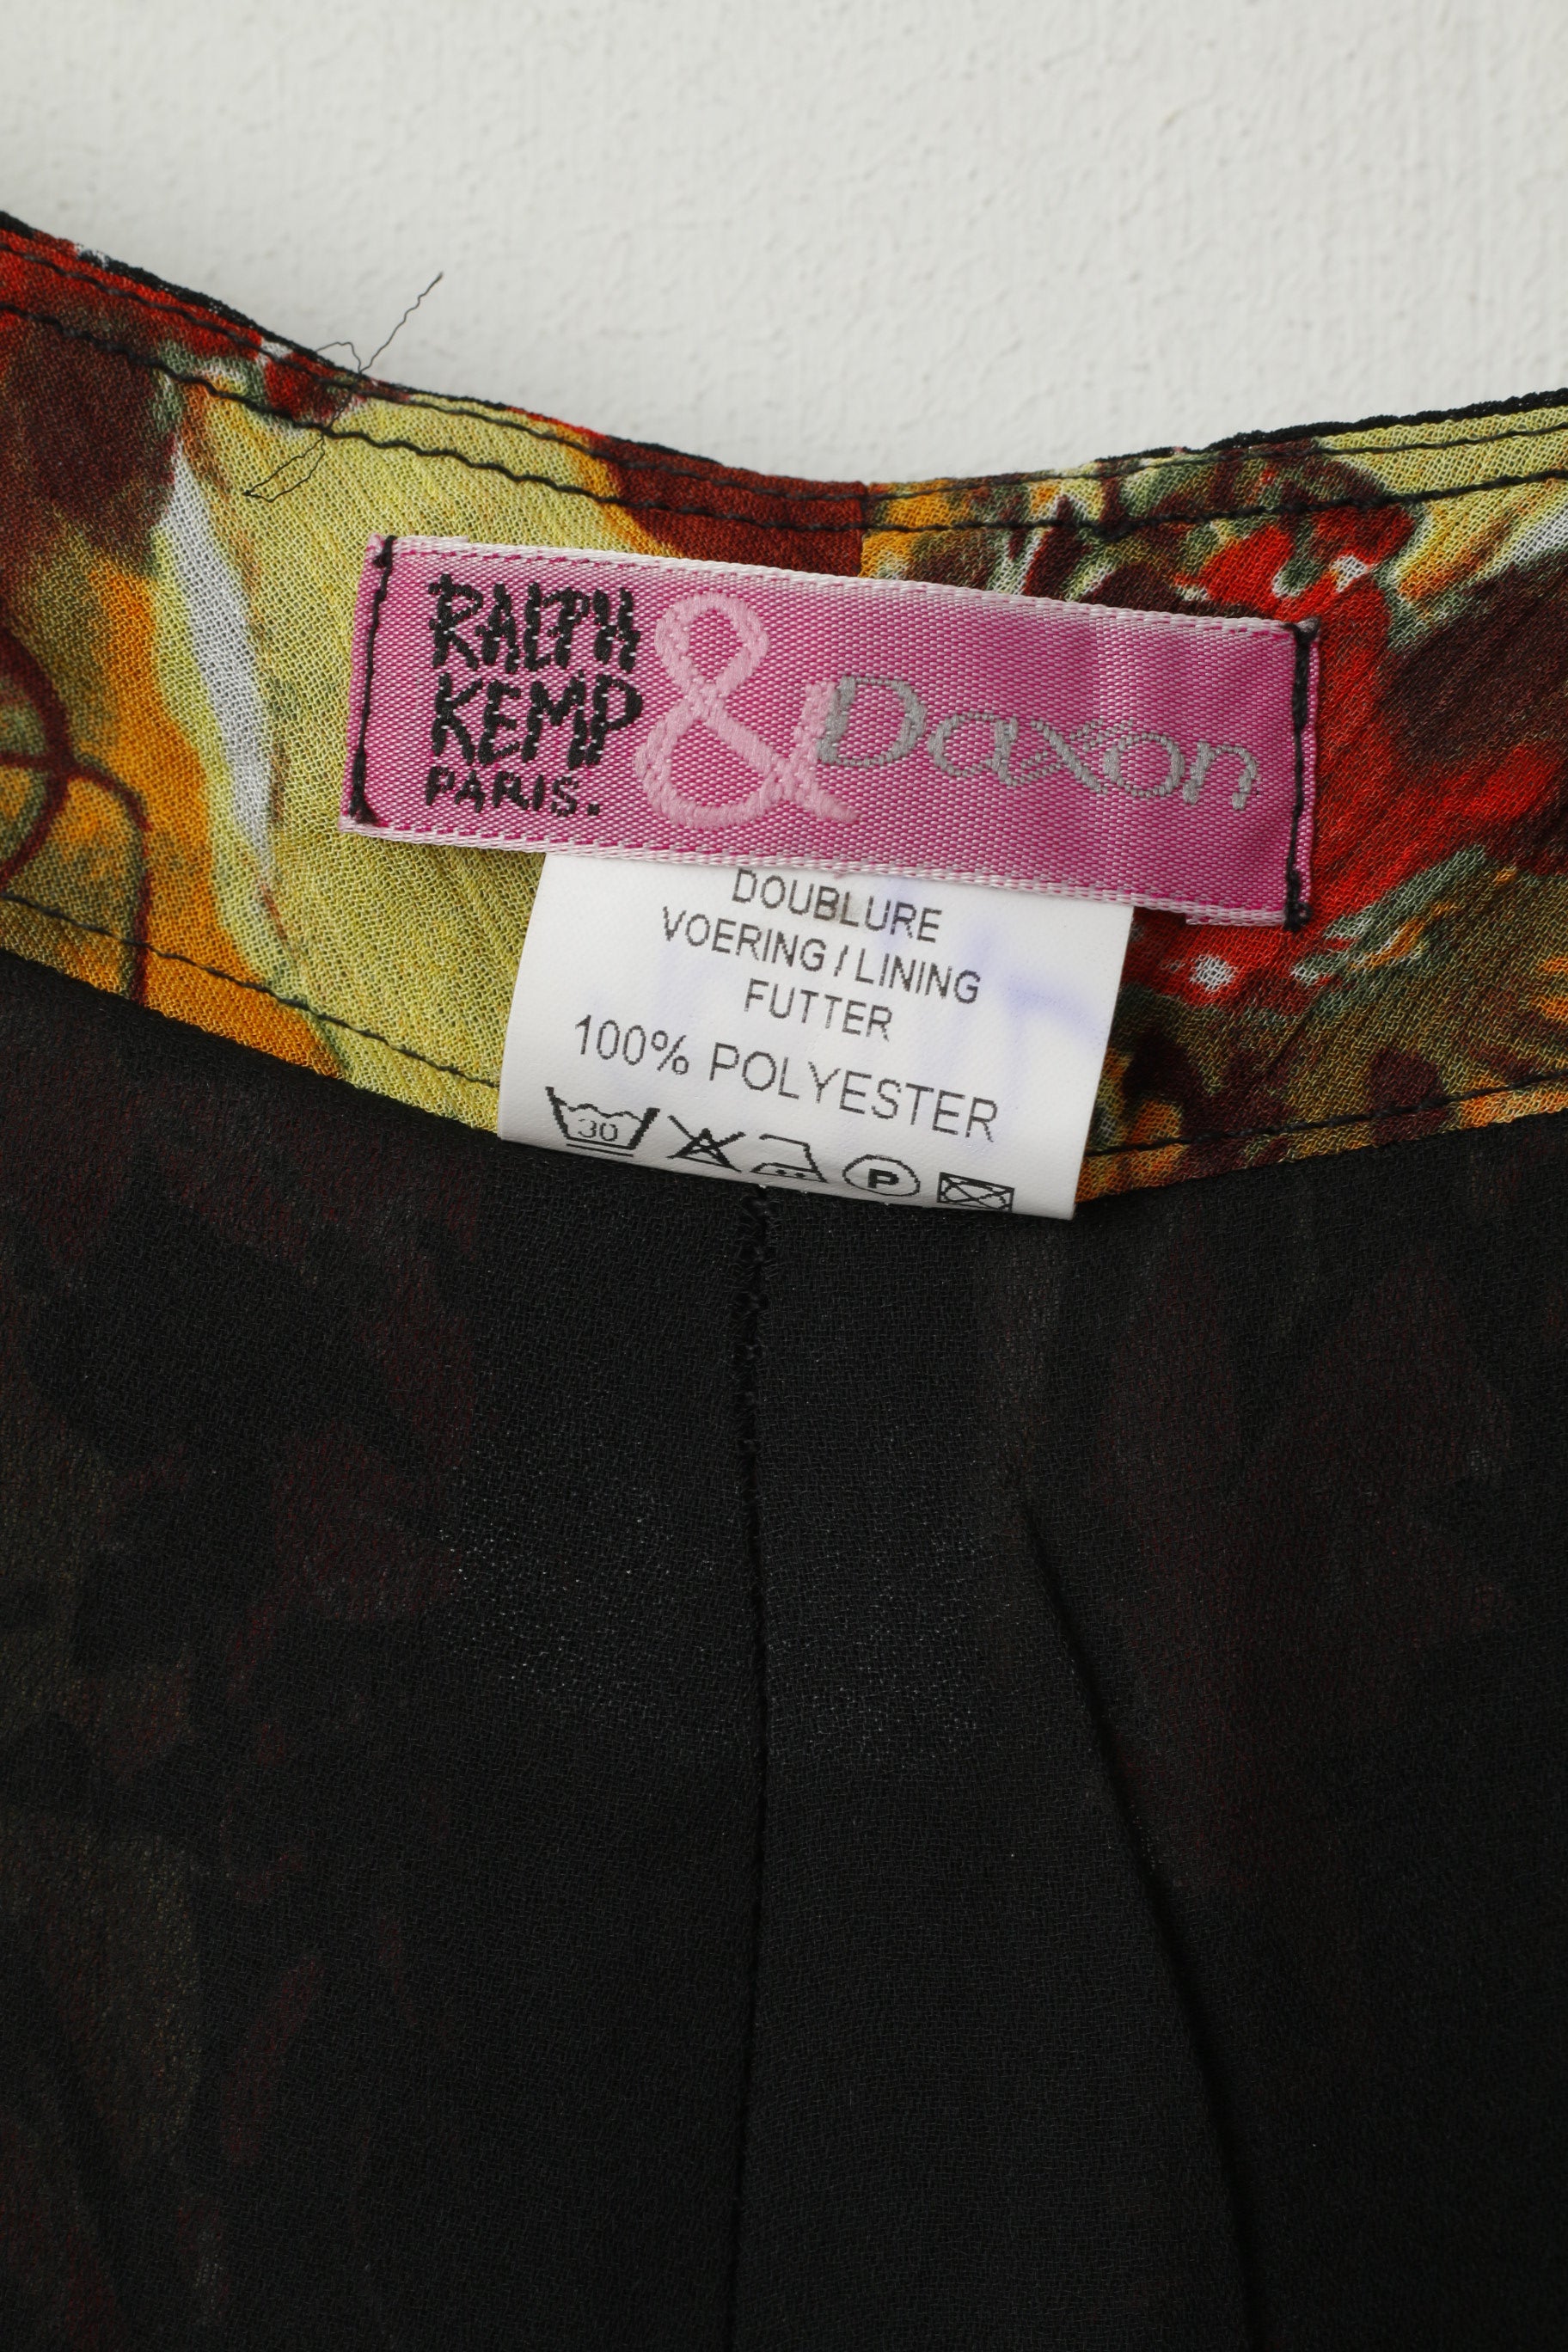 RALPH
KEMP
PARIS.
& Daxon
DOUBLURE
VOERING / LINING
FUTTER
100% POLYESTER
30
P